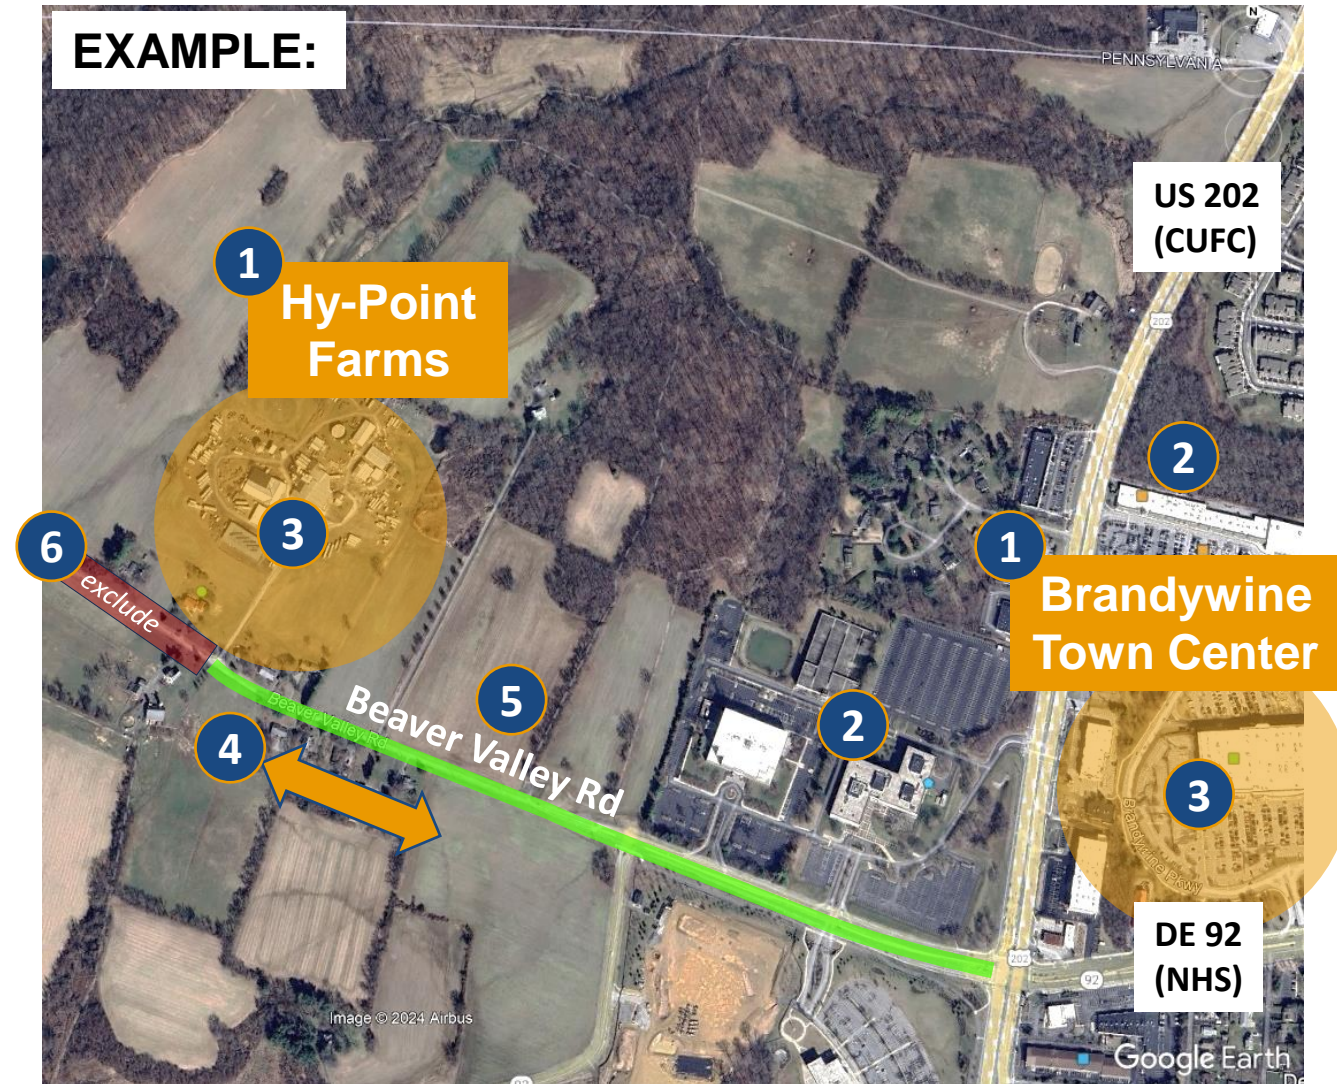 EXAMPLE:
N
PENNSYLVANIA
US 202
(CUFC)
1
Hy-Point
Farms
202
2
3
6
exclude
1
Brandywine
Town Center
Beaver Valley Rd
Beaver Valley Rd
5
2
4
3
Brandywine Pkwy
DE 92
(NHS)
202
92
Image © 2024 Airbus
Google Earth
92